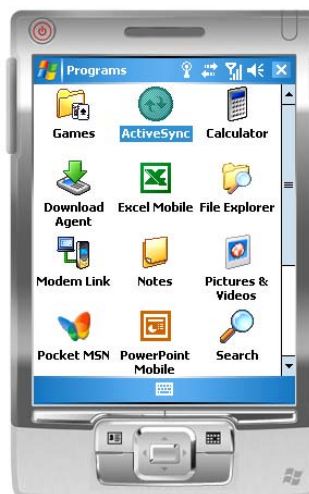 Programs
Games ActiveSync Calculator
Download Agent Excel Mobile File Explorer
Modem Link Notes Pictures & Videos
Pocket MSN PowerPoint Mobile Search